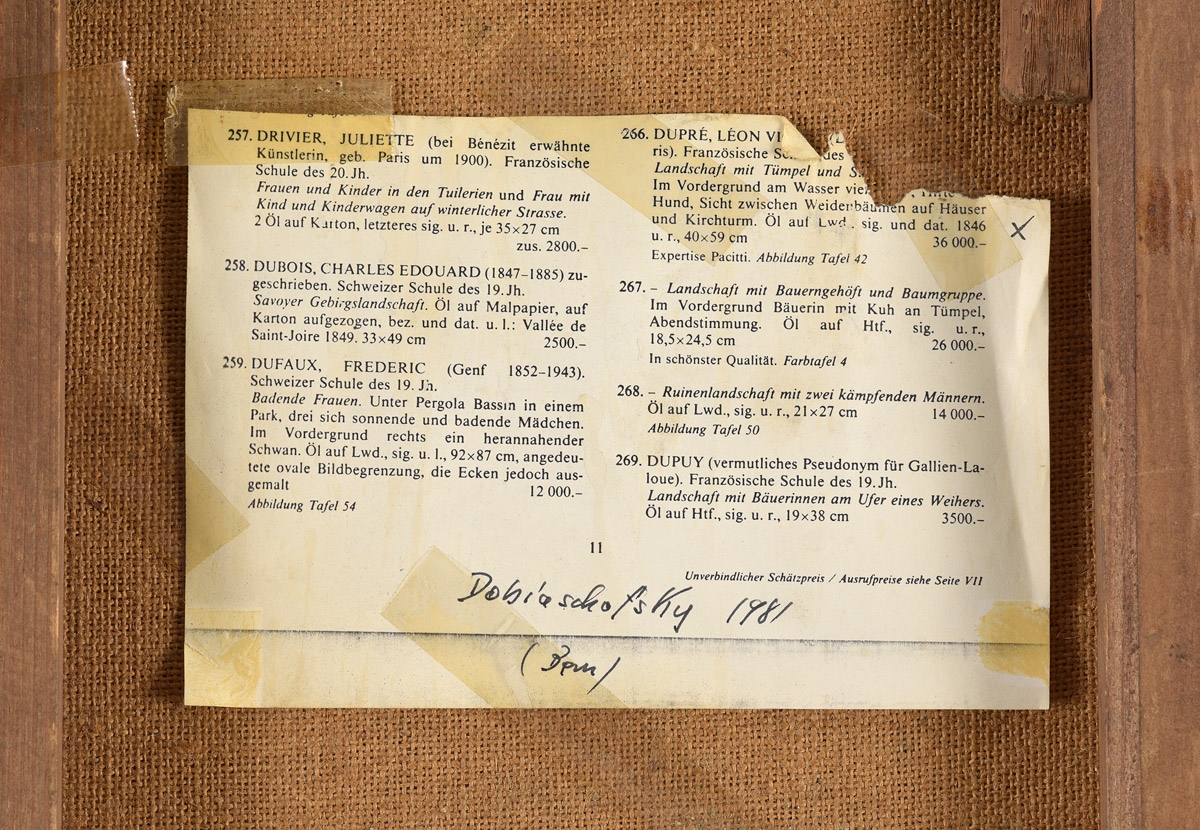 257. DRIVIER, JULIETTE (bei Bénézit erwähnte
Künstlerin, geb. Paris um 1900). Französische
Schule des 20. Jh.
Frauen und Kinder in den Tuilerien und Frau mit
Kind und Kinderwagen auf winterlicher Strasse.
2 Öl auf Karton, letzteres sig. u. r., je 35×27 cm
zus. 2800.–
258. DUBOIS, CHARLES EDOUARD (1847–1885) zu-
geschrieben. Schweizer Schule des 19. Jh.
Savoyer Gebirgslandschaft. Öl auf Malpapier, auf
Karton aufgezogen, bez. und dat. u. l.: Vallée de
Saint-Joire 1849. 33×49 cm 2500.–
259. DUFAUX, FREDERIC (Genf 1852–1943).
Schweizer Schule des 19. Jh.
Badende Frauen. Unter Pergola Bassin in einem
Park, drei sich sonnende und badende Mädchen.
Im Vordergrund rechts ein herannahender
Schwan. Öl auf Lwd., sig. u. l., 92×87 cm, angedeu-
tete ovale Bildbegrenzung, die Ecken jedoch aus-
gemalt 12 000.–
Abbildung Tafel 54
266. DUPRÉ, LÉON
ris). Französische des
Landschaft mit Tümpel und
Im Vordergrund am Wasser
Hund, Sicht zwischen Weidenbäumen auf Häuser
und Kirchturm. Öl auf Lwd., sig. und dat. 1846
u. r., 40×59 cm 36 000.–
Expertise Pacitti. Abbildung Tafel 42
×
267. – Landschaft mit Bauerngehöft und Baumgruppe.
Im Vordergrund Bäuerin mit Kuh an Tümpel,
Abendstimmung. Öl auf Htf., sig. u. r.,
18,5×24,5 cm 26 000.–
In schönster Qualität. Farbtafel 4
268. – Ruinenlandschaft mit zwei kämpfenden Männern.
Öl auf Lwd., sig. u. r., 21×27 cm 14 000.–
Abbildung Tafel 50
269. DUPUY (vermutliches Pseudonym für Gallien-La-
loue). Französische Schule des 19. Jh.
Landschaft mit Bäuerinnen am Ufer eines Weihers.
Öl auf Htf., sig. u. r., 19×38 cm 3500.–
11
Unverbindlicher Schätzpreis / Ausrufpreise siehe Seite VII
Dobiaschofsky 1981
(Bern)